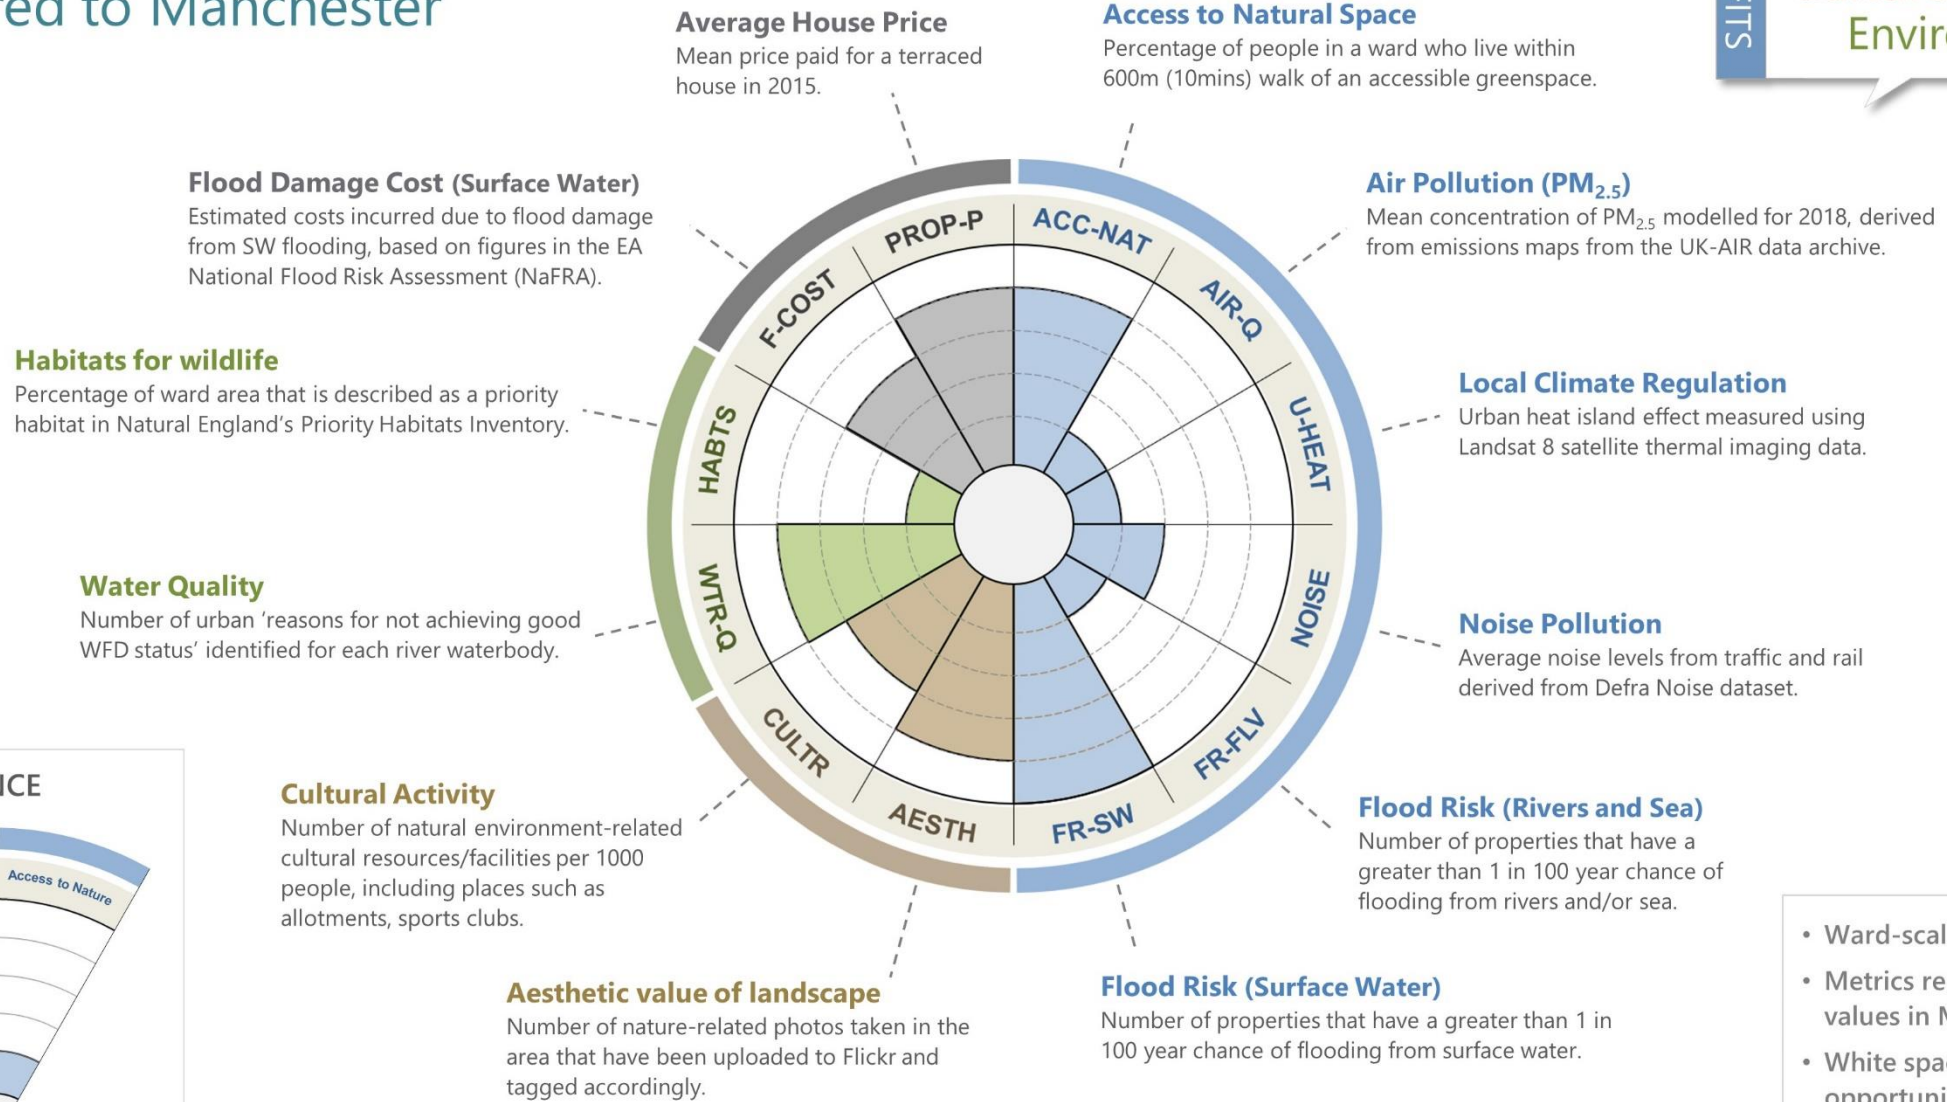 red to Manchester
Average House Price
Mean price paid for a terraced
house in 2015.
Access to Natural Space
Percentage of people in a ward who live within
600m (10mins) walk of an accessible greenspace.
ITS
Enviro
Flood Damage Cost (Surface Water)
Estimated costs incurred due to flood damage
from SW flooding, based on figures in the EA
National Flood Risk Assessment (NaFRA).
Air Pollution (PM2.5)
Mean concentration of PM2.5 modelled for 2018, derived
from emissions maps from the UK-AIR data archive.
Habitats for wildlife
Percentage of ward area that is described as a priority
habitat in Natural England's Priority Habitats Inventory.
Local Climate Regulation
Urban heat island effect measured using
Landsat 8 satellite thermal imaging data.
Water Quality
Number of urban 'reasons for not achieving good
WFD status' identified for each river waterbody.
Noise Pollution
Average noise levels from traffic and rail
derived from Defra Noise dataset.
PROP-P
ACC-NAT
AIR-Q
U-HEAT
NOISE
FR-FLV
FR-SW
AESTH
CULTR
WTR-Q
HABTS
F-COST
NCE
Access to Nature
Cultural Activity
Number of natural environment-related
cultural resources/facilities per 1000
people, including places such as
allotments, sports clubs.
Flood Risk (Rivers and Sea)
Number of properties that have a
greater than 1 in 100 year chance of
flooding from rivers and/or sea.
Aesthetic value of landscape
Number of nature-related photos taken in the
area that have been uploaded to Flickr and
tagged accordingly.
Flood Risk (Surface Water)
Number of properties that have a greater than 1 in
100 year chance of flooding from surface water.
• Ward-scal
• Metrics re
values in M
• White spa
opportuni